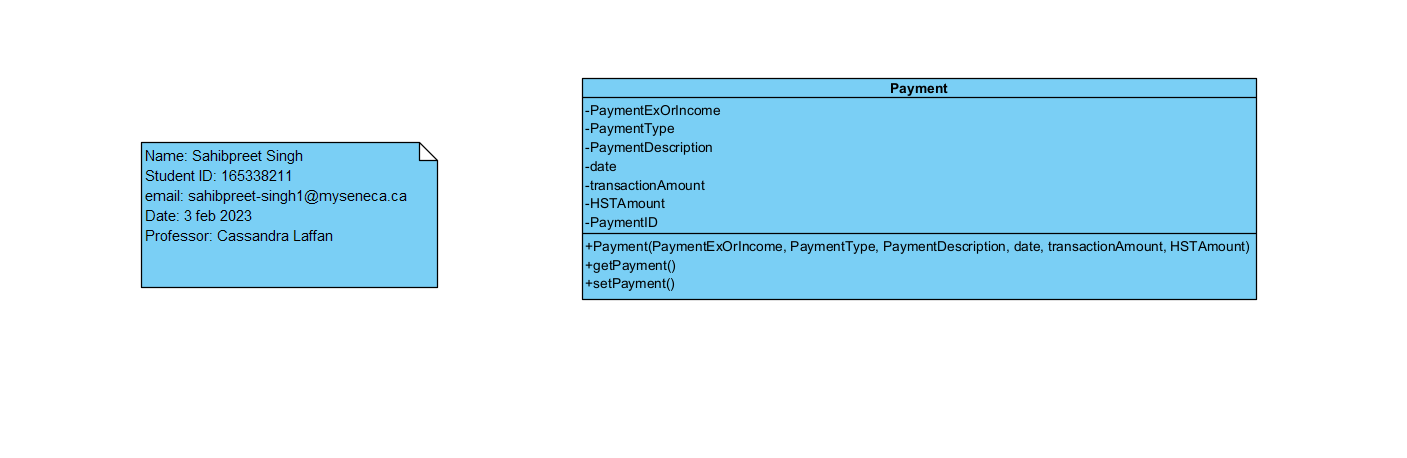 Name: Sahibpreet Singh
Student ID: 165338211
email: sahibpreet-singh1@myseneca.ca
Date: 3 feb 2023
Professor: Cassandra Laffan
Payment
-PaymentExOrIncome
-PaymentType
-PaymentDescription
-date
-transactionAmount
-HSTAmount
-PaymentID
+Payment(PaymentExOrIncome, PaymentType, PaymentDescription, date, transactionAmount, HSTAmount)
+getPayment()
+setPayment()